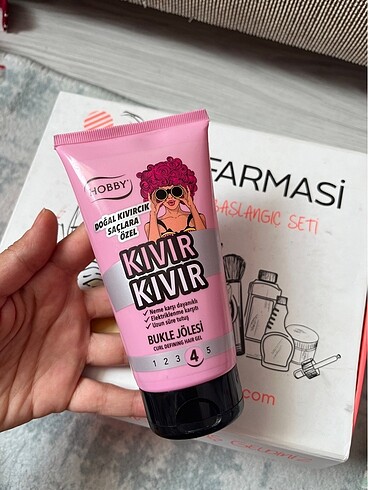 HOBBY
DOĞAL KIVIRCIK
SAÇLARA
ÖZEL
KIVIR
KIVIR
Neme karşı dayanıklı
Elektriklenme karşıtı
Uzun süre tutuş
BUKLE JÖLESİ
CURL DEFINING HAIR GEL
1 2 3 4 5
FARMASi
BAŞLANGIÇ SETİ
.com